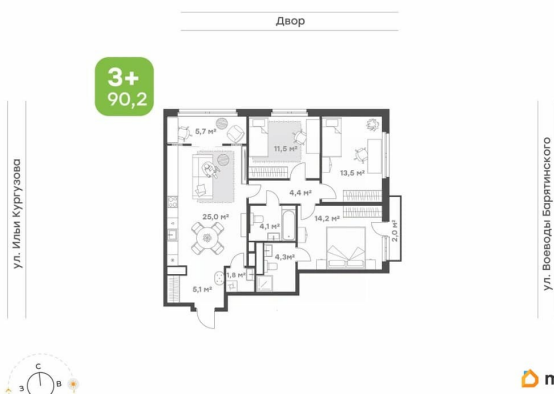 Двор
3+
90,2
5,7 м²
11,5 м²
13,5 м²
4,4 м²
25,0 м²
4,1 м²
14,2 м²
2,0 м²
4,3 м²
1,8 м²
5,1 м²
ул. Ильи Кургузова
ул. Воеводы Барятинского
С
З
В